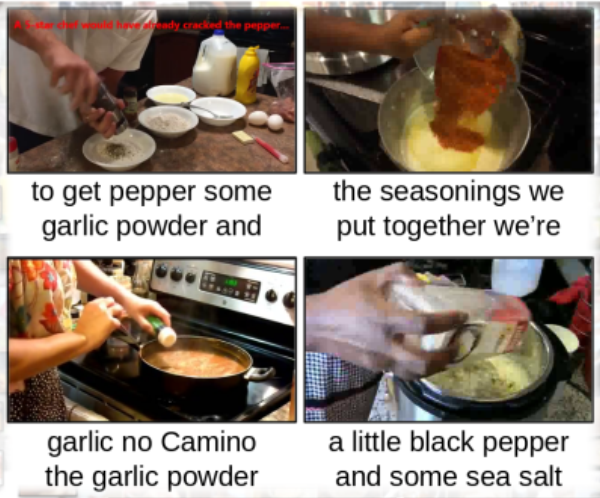 A 5-star chef would have already cracked the pepper...
to get pepper some
garlic powder and
the seasonings we
put together we're
garlic no Camino
the garlic powder
a little black pepper
and some sea salt